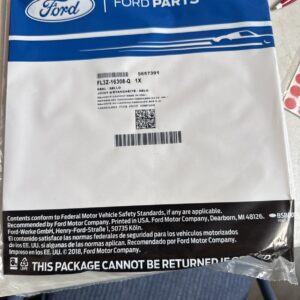 Ford
FORD PARTS
FL3Z-16308-Q 1X
Contents conform to Federal Motor Vehicle Safety Standards, if any are applicable.
Recommended by Ford Motor Company. Printed in USA. Ford Motor Company, Dearborn, MI 48126.
Ford-Werke GmbH, Henry-Ford-Straße 1, 50735 Köln.
El contenido satisface las normas federales de seguridad para los vehículos motorizados
de los EE. UU. si algunas de las normas aplican. Recomendado por Ford Motor Company.
Impreso en los EE. UU. © 2018, Ford Motor Company.
THIS PACKAGE CANNOT BE RETURNED IF